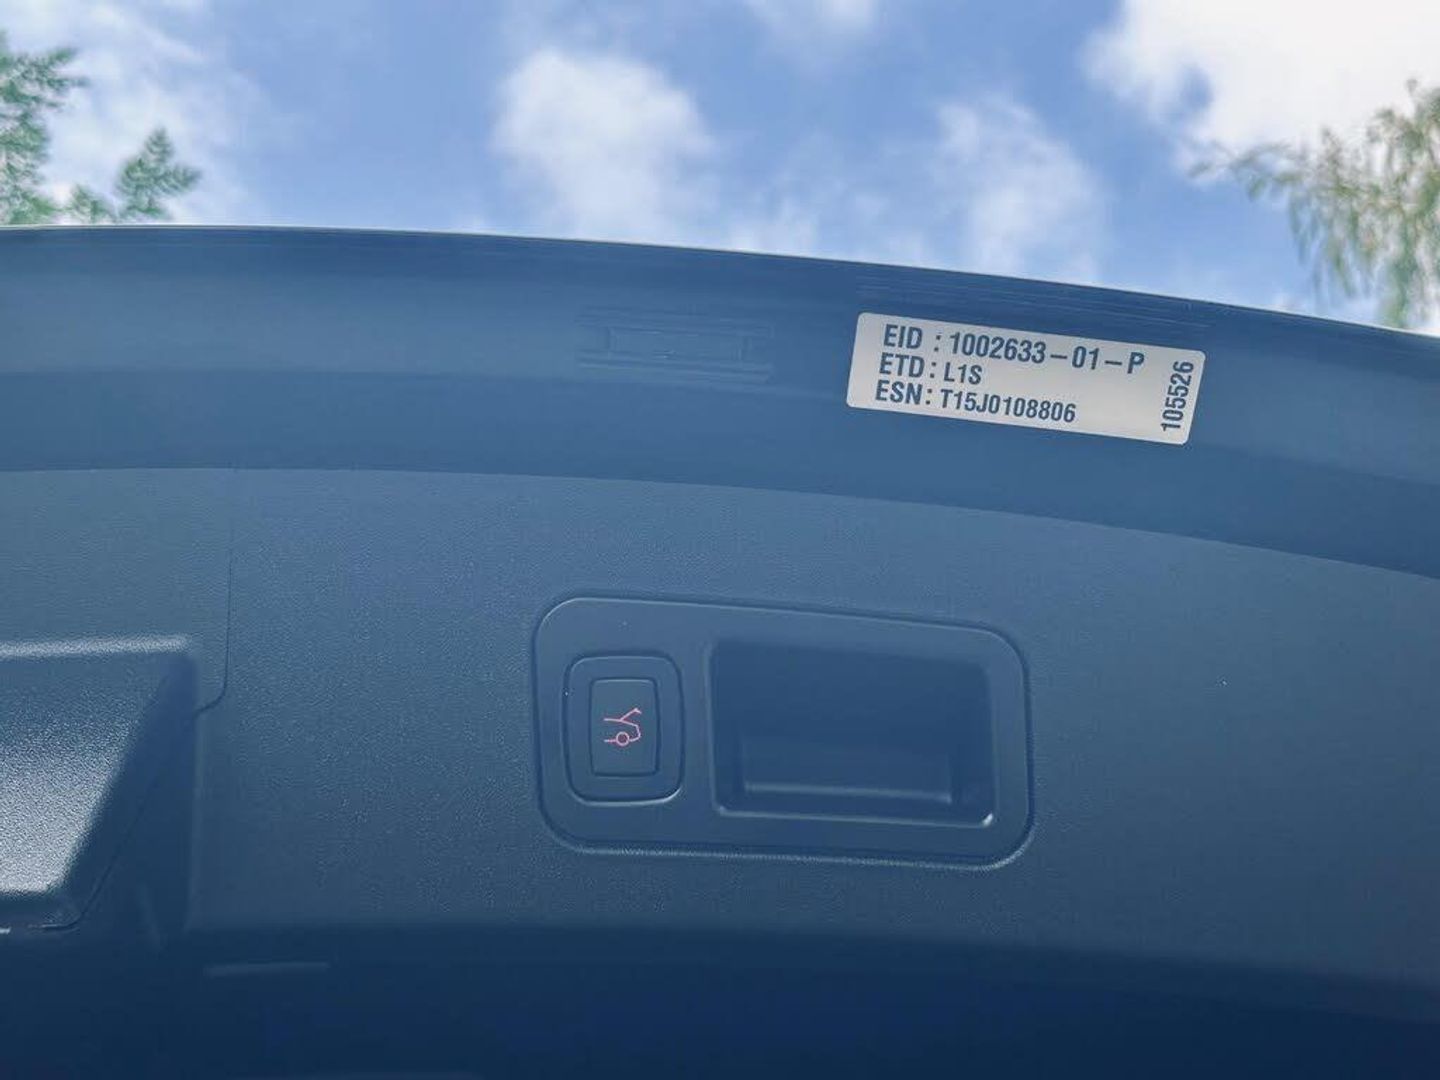 EID : 1002633-01-P
ETD : L1S
ESN : T15J0108806
105526